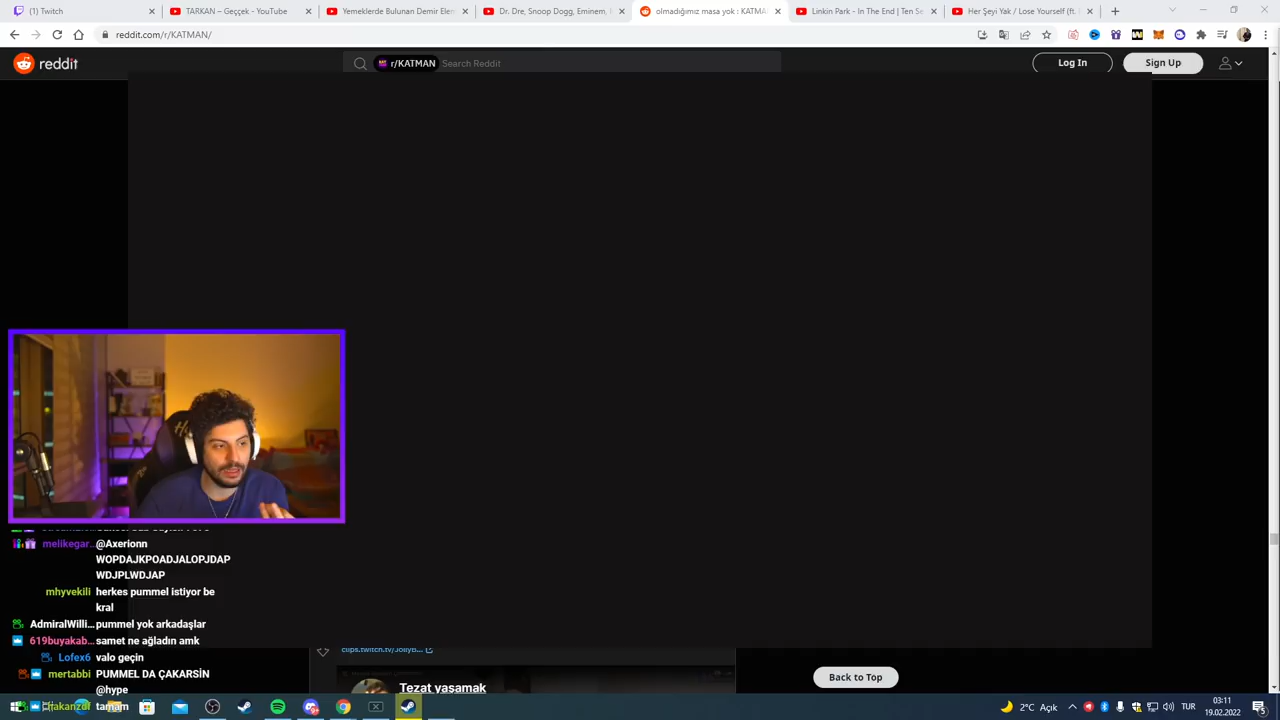 (1) Twitch
TARKAN – Geççek - YouTube
Yemeklerde Bulunan Demir Elem
Dr. Dre, Snoop Dogg, Eminem,
olmadığımız masa yok : KATMA
Linkin Park - In The End | Ten Se
Her Şeyi Yak / Lose Yourself (ft.
reddit.com/r/KATMAN/
reddit
r/KATMAN
Search Reddit
Log In
Sign Up
melikegar... @Axerionn
WOPDAJKPOADJALOPJDAP
WDJPLWDJAP
mhyvekili herkes pummel istiyor be
kral
AdmiralWilli... pummel yok arkadaşlar
619buyakab... samet ne ağladın amk
Lofex6 valo geçin
mertabbi PUMMEL DA ÇAKARSİN
@hype
tamam
clips.twitch.tv/JollyB...
Tezat yaşamak
Back to Top
2°C Açık
TUR
03:11
19.02.2022
5